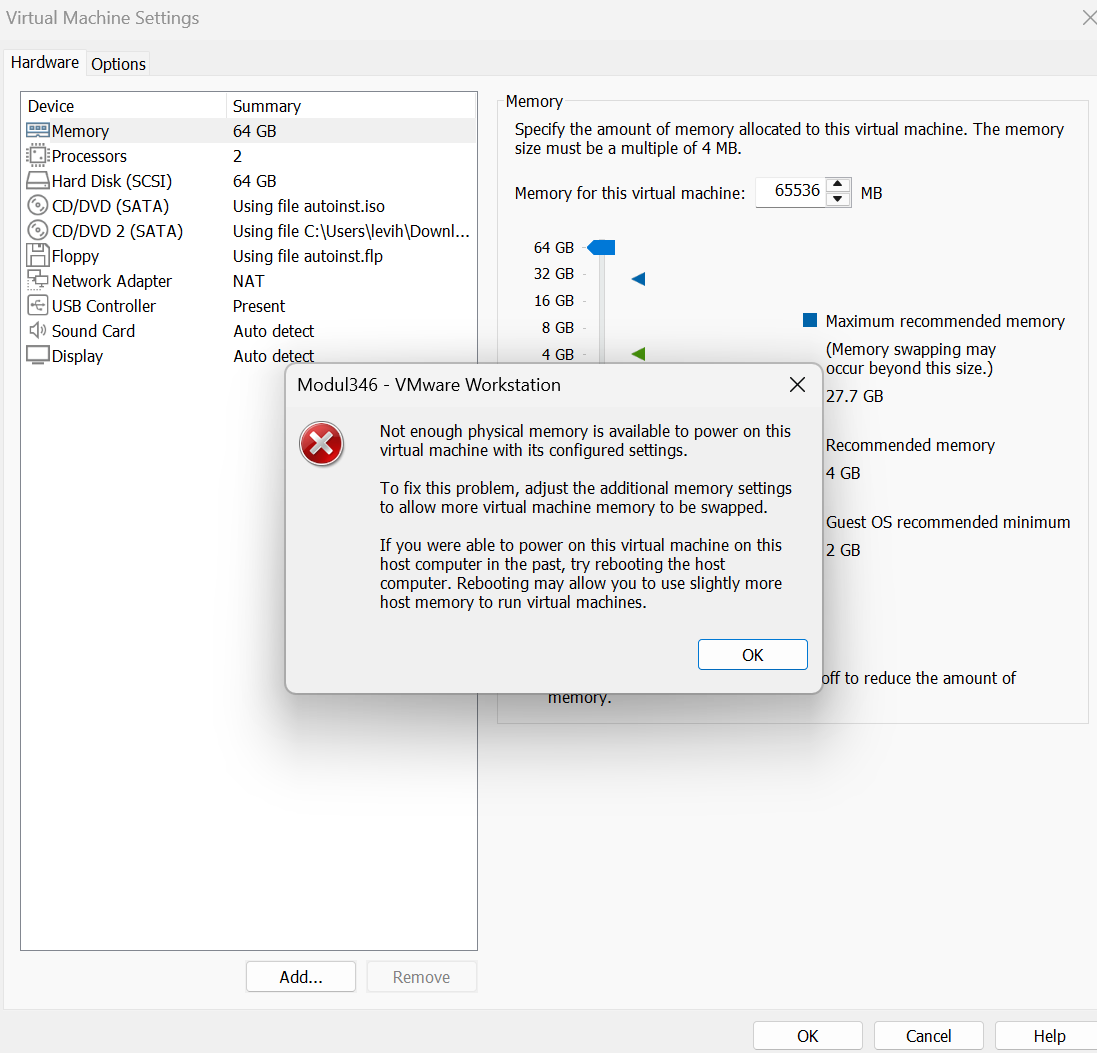 Virtual Machine Settings
Hardware Options
Device Summary
Memory 64 GB
Processors 2
Hard Disk (SCSI) 64 GB
CD/DVD (SATA) Using file autoinst.iso
CD/DVD 2 (SATA) Using file C:\Users\levih\Downl...
Floppy Using file autoinst.flp
Network Adapter NAT
USB Controller Present
Sound Card Auto detect
Display Auto detect
Memory
Specify the amount of memory allocated to this virtual machine. The memory
size must be a multiple of 4 MB.
Memory for this virtual machine: 65536 MB
64 GB
32 GB
16 GB
8 GB
4 GB
Maximum recommended memory
(Memory swapping may
occur beyond this size.)
27.7 GB
Recommended memory
4 GB
Guest OS recommended minimum
2 GB
off to reduce the amount of
memory.
Modul346 - VMware Workstation
Not enough physical memory is available to power on this
virtual machine with its configured settings.
To fix this problem, adjust the additional memory settings
to allow more virtual machine memory to be swapped.
If you were able to power on this virtual machine on this
host computer in the past, try rebooting the host
computer. Rebooting may allow you to use slightly more
host memory to run virtual machines.
OK
Add... Remove
OK Cancel Help